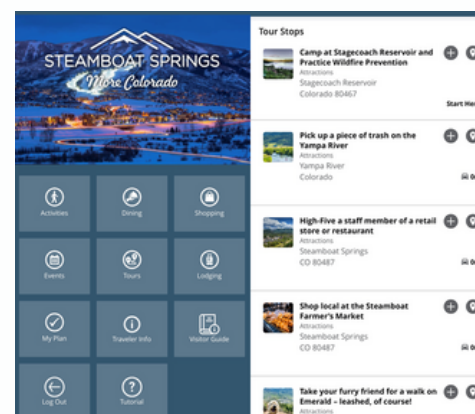 STEAMBOAT SPRINGS
More Colorado
Activities
Dining
Shopping
Events
Tours
Lodging
My Plan
Traveler Info
Visitor Guide
Log Out
Tutorial
Tour Stops
Camp at Stagecoach Reservoir and
Practice Wildfire Prevention
Attractions
Stagecoach Reservoir
Colorado 80467
Start He
Pick up a piece of trash on the
Yampa River
Attractions
Yampa River
Colorado
High-Five a staff member of a retail
store or restaurant
Attractions
Steamboat Springs
CO 80487
Shop local at the Steamboat
Farmer's Market
Attractions
Steamboat Springs
CO 80487
Take your furry friend for a walk on
Emerald – leashed, of course!
Attractions